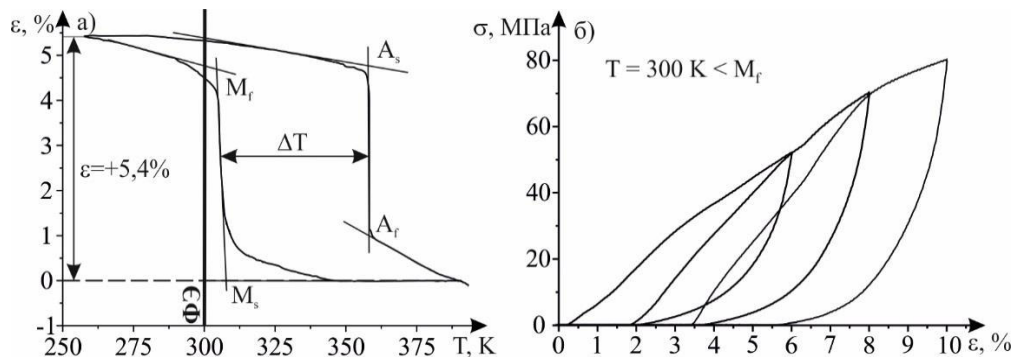 ε, % а)
6
5
4
3
2
1
0
-1
ε=+5,4%
M_f
A_s
ΔT
A_f
M_s
ЄФ
250 300 325 350 375 T, K
σ, МПа б)
T = 300 K < M_f
80
60
40
20
0
0 1 2 3 4 5 6 7 8 9 10 ε, %